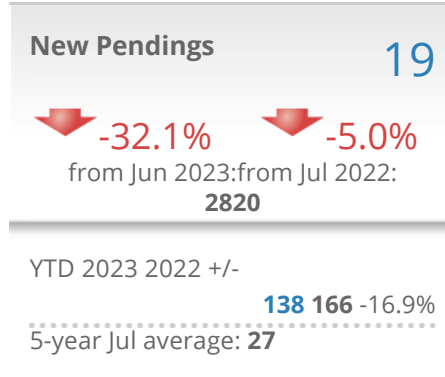 New Pendings
19
-32.1% -5.0%
from Jun 2023:from Jul 2022:
2820
YTD 2023 2022 +/-
138 166 -16.9%
5-year Jul average: 27